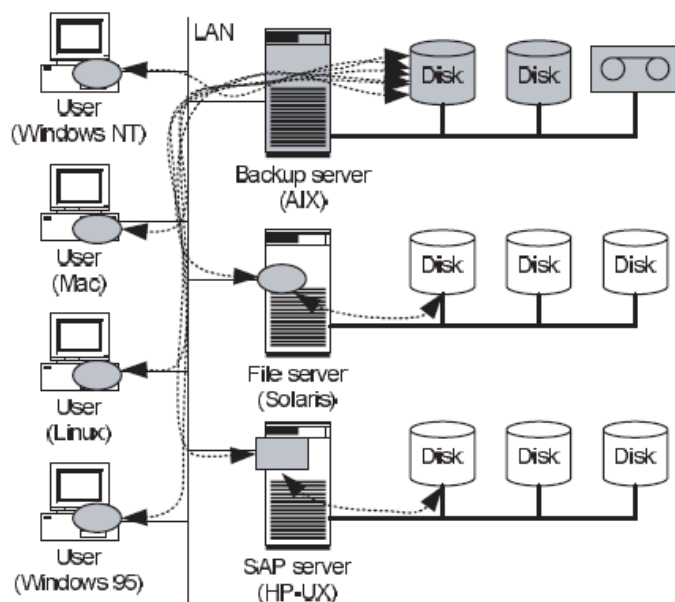 LAN
User
(Windows NT)
Disk
Disk
Backup server
(AIX)
User
(Mac)
Disk
Disk
Disk
File server
(Solaris)
User
(Linux)
Disk
Disk
Disk
SAP server
(HP-UX)
User
(Windows 95)